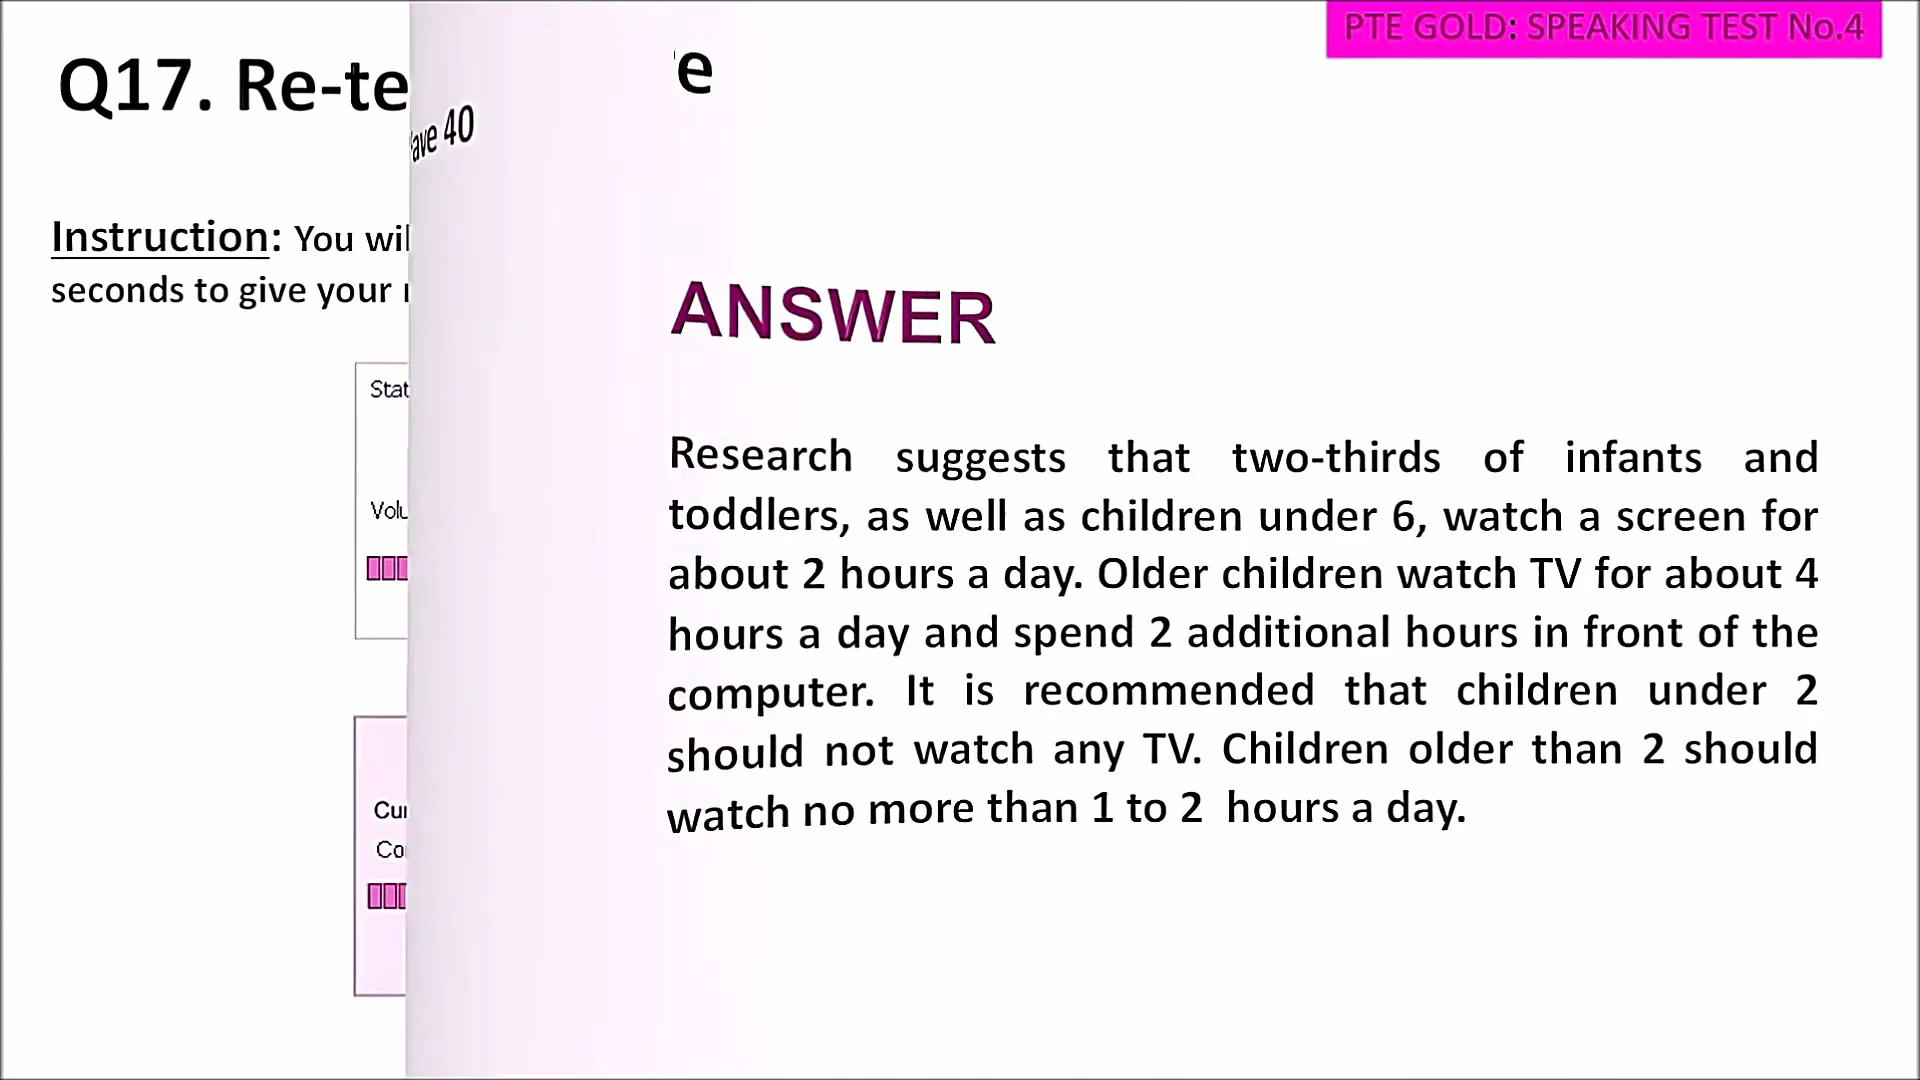 PTE GOLD: SPEAKING TEST No.4
Q17. Re-te
e
ave 40
Instruction: You wil
seconds to give your
Stat
Volu
Cur
Co
ANSWER
Research suggests that two-thirds of infants and
toddlers, as well as children under 6, watch a screen for
about 2 hours a day. Older children watch TV for about 4
hours a day and spend 2 additional hours in front of the
computer. It is recommended that children under 2
should not watch any TV. Children older than 2 should
watch no more than 1 to 2 hours a day.